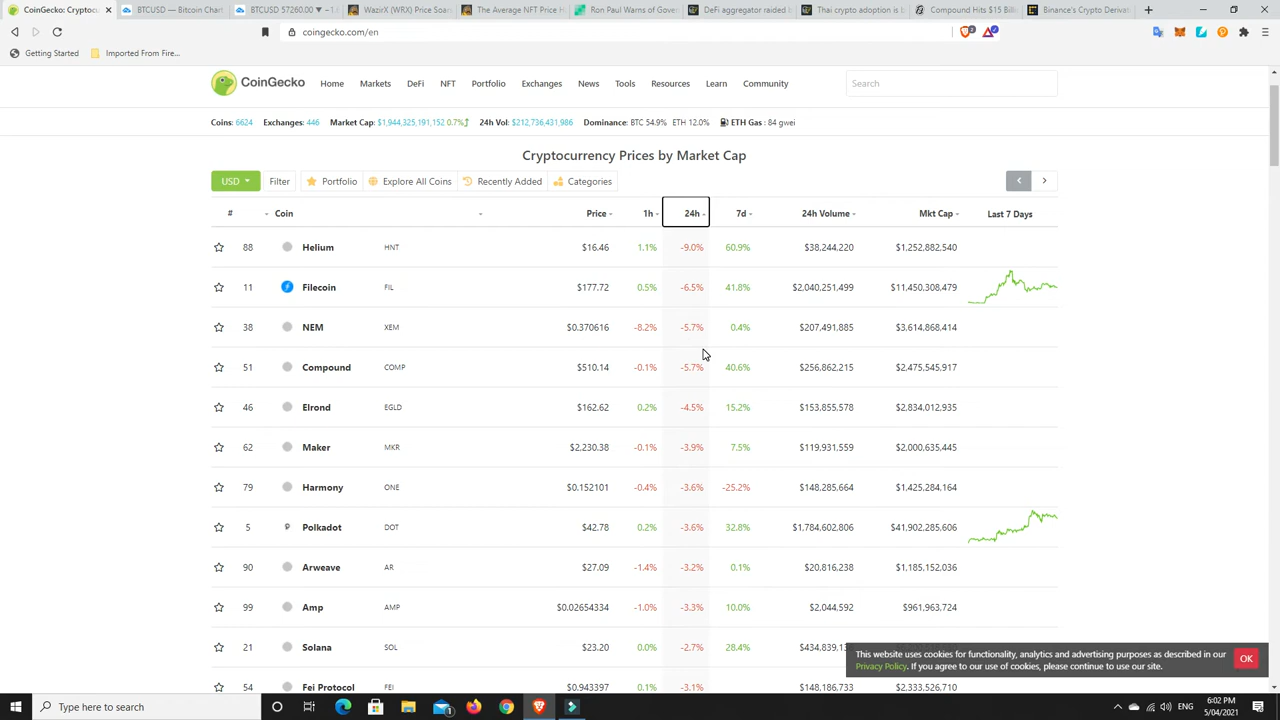 CoinGecko: Cryptocu
BTCUSD — Bitcoin Chart
BTCUSD 57260.00 ▼ −1.
WazirX (WRX) Price Soar
The Average NFT Price H
Ron Paul Warns of Gover
DeFi aggregator raided b
Thai crypto adoption is b
Compound Hits $15 Billi
Binance's Crypto Derivat
coingecko.com/en
Getting Started
Imported From Fire...
CoinGecko
Home
Markets
DeFi
NFT
Portfolio
Exchanges
News
Tools
Resources
Learn
Community
Search
Coins: 6624 Exchanges: 446 Market Cap: $1,944,325,191,152 0.7% 24h Vol: $212,736,431,986 Dominance: BTC 54.9% ETH 12.0% ETH Gas : 84 gwei
Cryptocurrency Prices by Market Cap
USD
Filter
Portfolio
Explore All Coins
Recently Added
Categories
# Coin Price 1h 24h 7d 24h Volume Mkt Cap Last 7 Days
88 Helium HNT $16.46 1.1% -9.0% 60.9% $38,244,220 $1,252,882,540
11 Filecoin FIL $177.72 0.5% -6.5% 41.8% $2,040,251,499 $11,450,308,479
38 NEM XEM $0.370616 -8.2% -5.7% 0.4% $207,491,885 $3,614,868,414
51 Compound COMP $510.14 -0.1% -5.7% 40.6% $256,862,215 $2,475,545,917
46 Elrond EGLD $162.62 0.2% -4.5% 15.2% $153,855,578 $2,834,012,935
62 Maker MKR $2,230.38 -0.1% -3.9% 7.5% $119,931,559 $2,000,635,445
79 Harmony ONE $0.152101 -0.4% -3.6% -25.2% $148,285,664 $1,425,284,164
5 Polkadot DOT $42.78 0.2% -3.6% 32.8% $1,784,602,806 $41,902,285,606
90 Arweave AR $27.09 -1.4% -3.2% 0.1% $20,816,238 $1,185,152,036
99 Amp AMP $0.02654334 -1.0% -3.3% 10.0% $2,044,592 $961,963,724
21 Solana SOL $23.20 0.0% -2.7% 28.4% $434,839,1
54 Fei Protocol FEI $0.943397 0.1% -3.1% $148,186,733 $2,333,526,710
This website uses cookies for functionality, analytics and advertising purposes as described in our
Privacy Policy. If you agree to our use of cookies, please continue to use our site.
OK
Type here to search
6:02 PM
5/04/2021